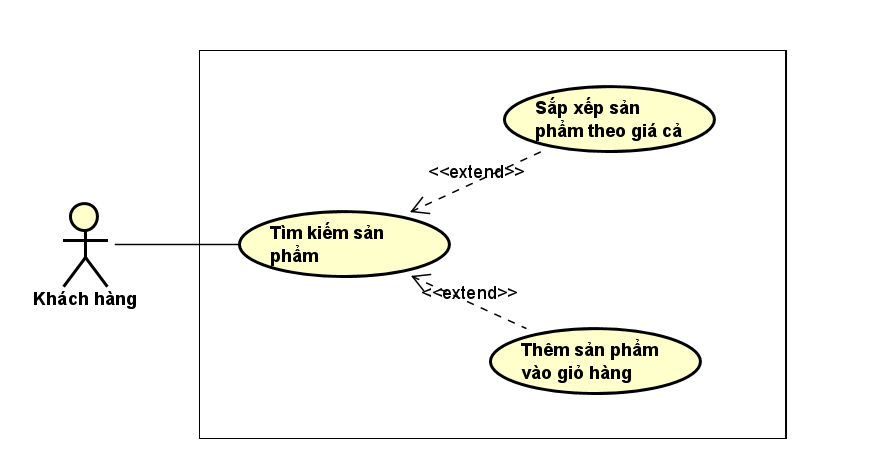 Sắp xếp sản
phẩm theo giá cả
<<extend>>
Tìm kiếm sản
phẩm
Khách hàng
<<extend>>
Thêm sản phẩm
vào giỏ hàng